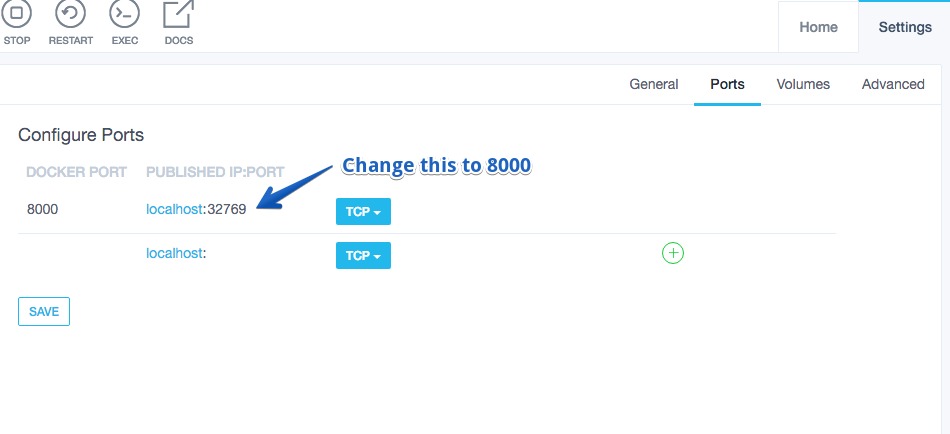 STOP RESTART EXEC DOCS
Home Settings
General Ports Volumes Advanced
Configure Ports
DOCKER PORT PUBLISHED IP:PORT
Change this to 8000
8000 localhost:32769 TCP
localhost: TCP
SAVE